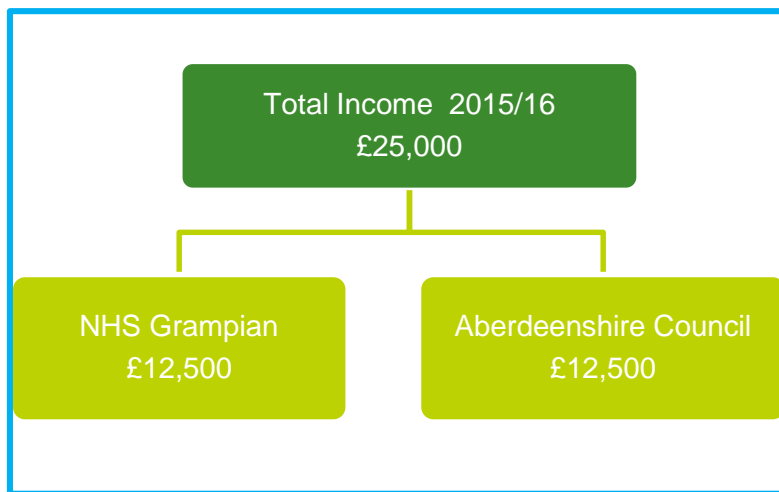 Total Income 2015/16
£25,000
NHS Grampian
£12,500
Aberdeenshire Council
£12,500